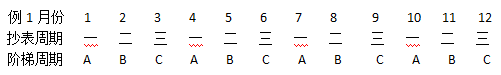 例 1 月份 1 2 3 4 5 6 7 8 9 10 11 12
抄表周期 一 二 三 一 二 三 一 二 三 一 二 三
阶梯周期 A B C A B C A B C A B C